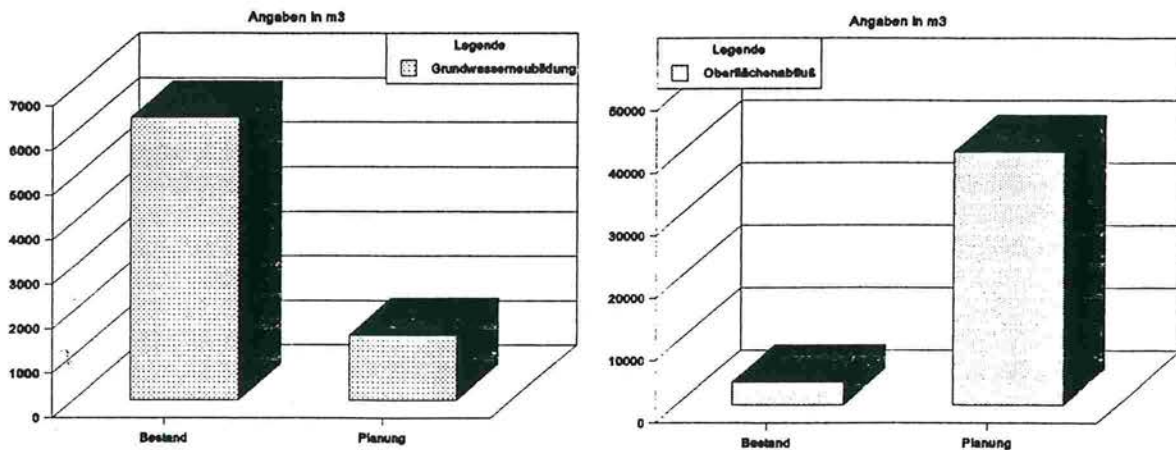 Angaben in m3
Legende
Grundwasserneubildung
7000
6000
5000
4000
3000
2000
1000
0
Bestand
Planung
Angaben in m3
Legende
Oberflächenabfluß
50000
40000
30000
20000
10000
0
Bestand
Planung